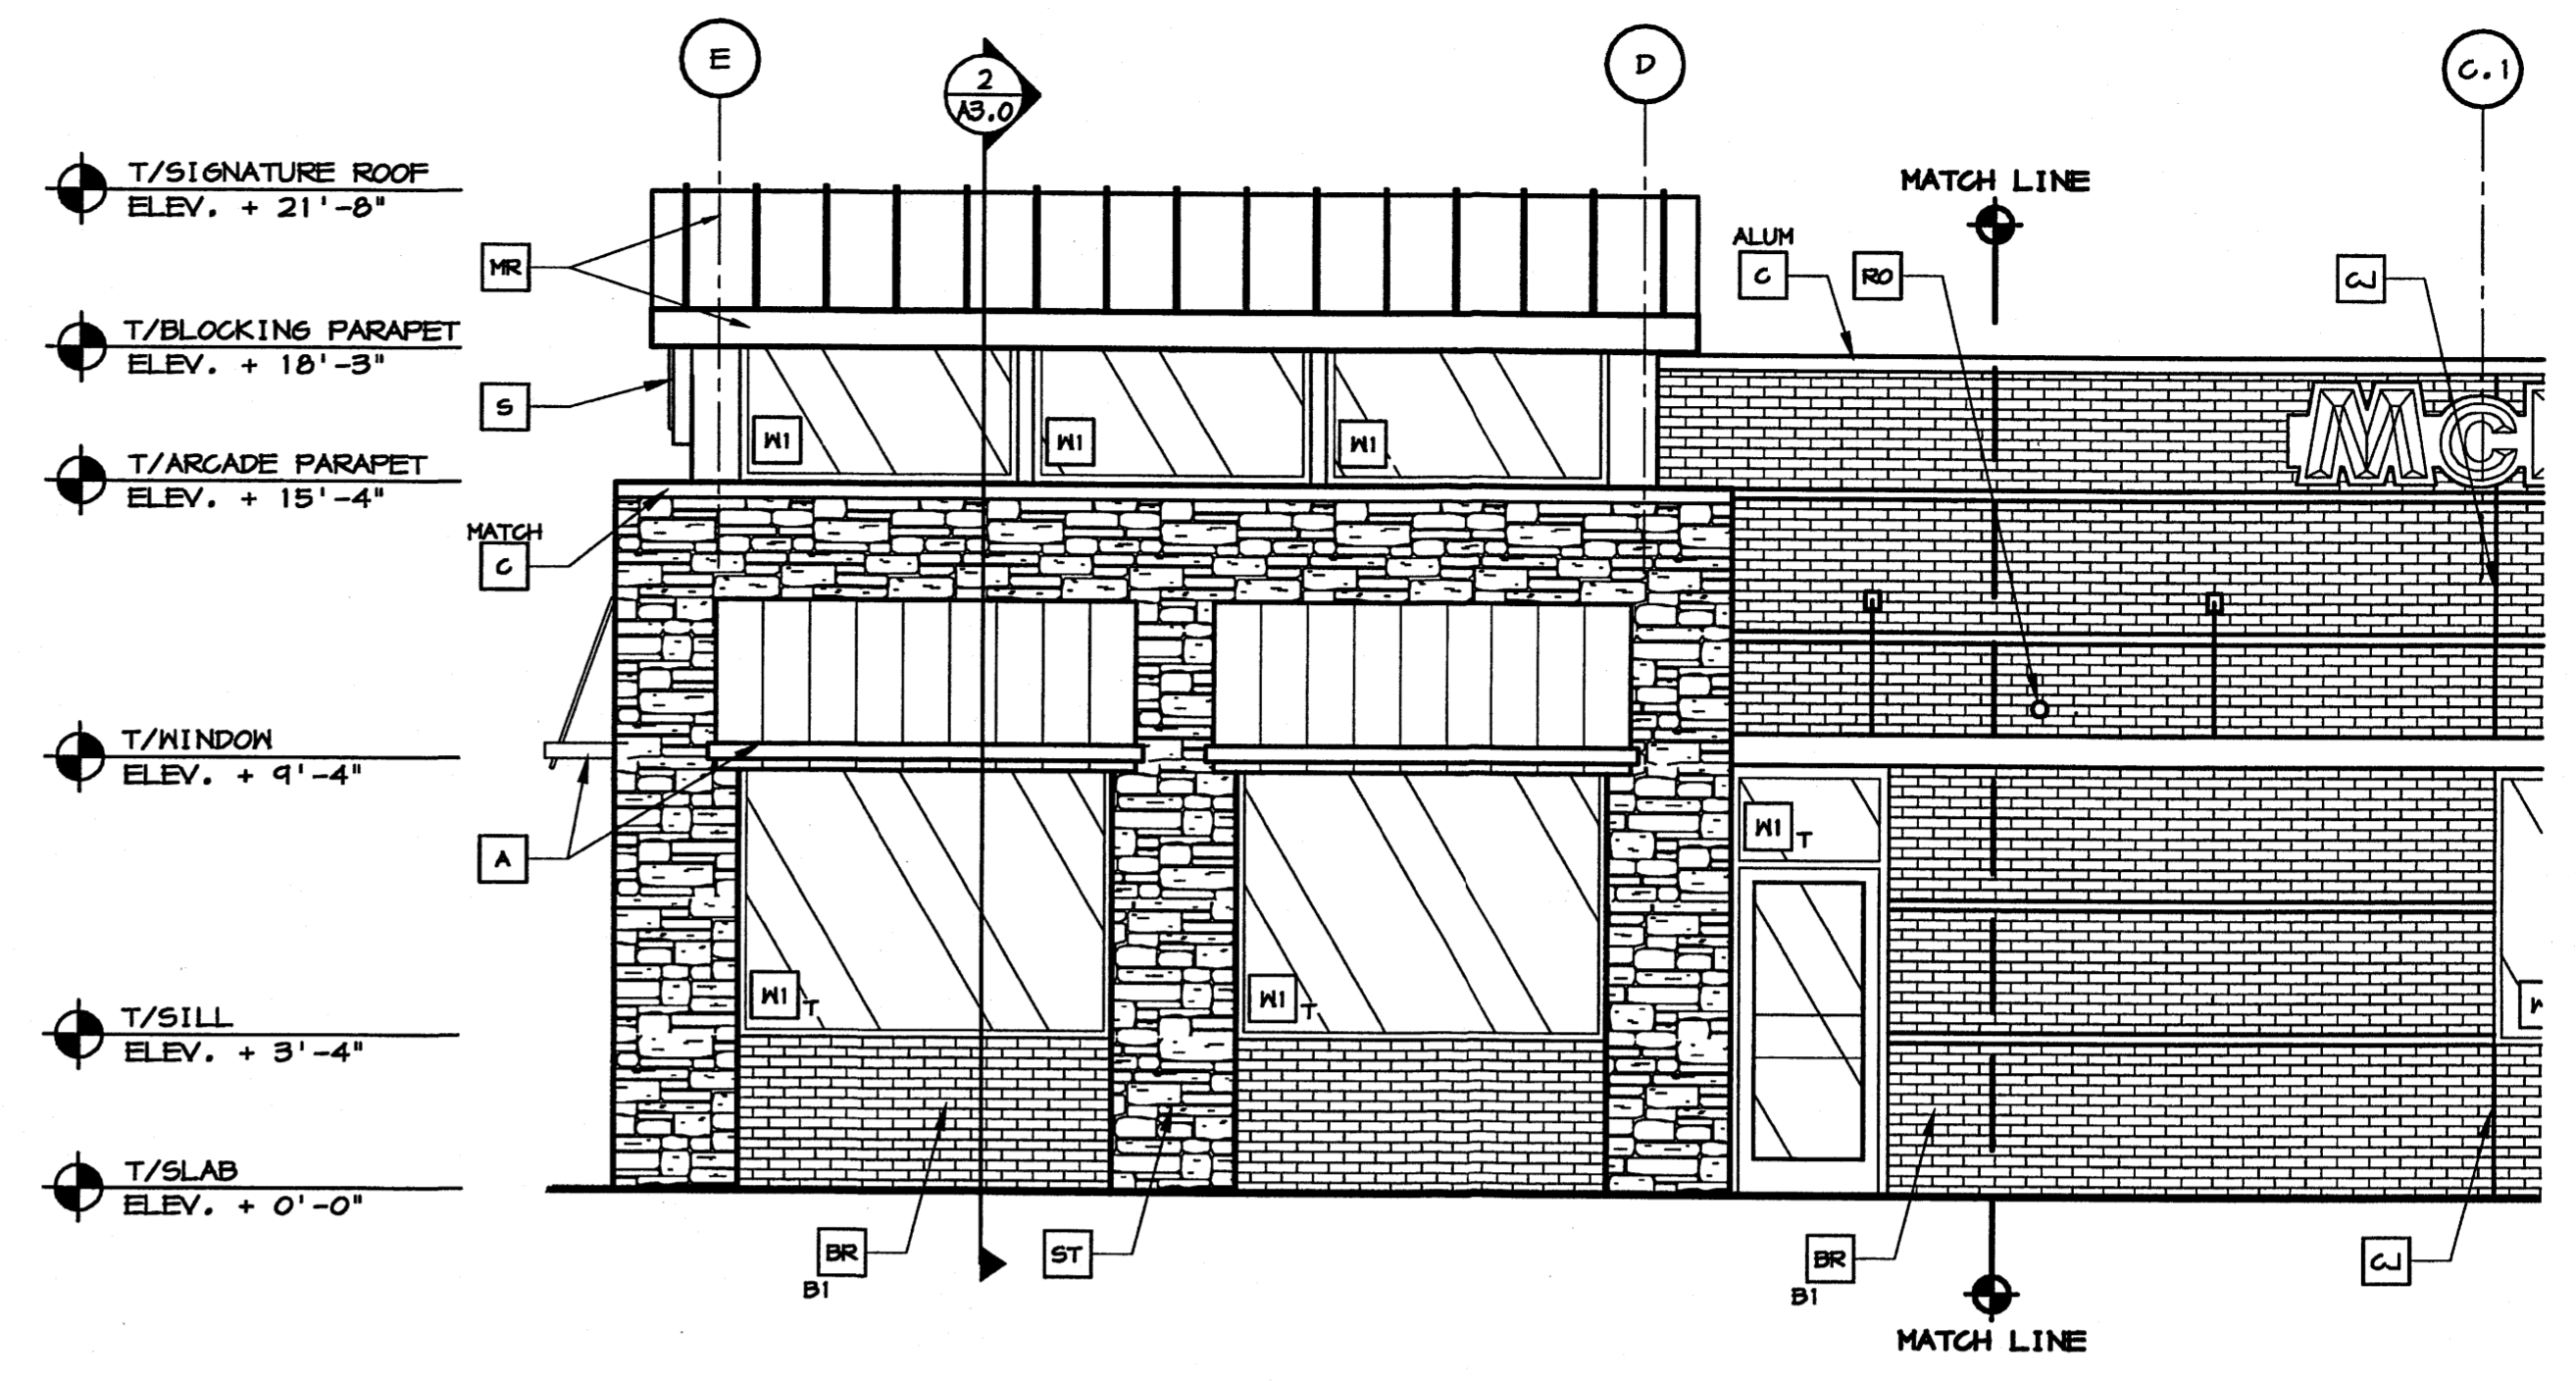 E
2
A3.0
D
C.1
T/SIGNATURE ROOF
ELEV. + 21'-8"
MATCH LINE
MR
ALUM
C
RO
CJ
T/BLOCKING PARAPET
ELEV. + 18'-3"
S
W1
W1
W1
MC
T/ARCADE PARAPET
ELEV. + 15'-4"
MATCH
C
T/WINDOW
ELEV. + 9'-4"
A
W1 T
W1 T
W1 T
T/SILL
ELEV. + 3'-4"
T/SLAB
ELEV. + 0'-0"
BR
B1
ST
BR
B1
CJ
MATCH LINE